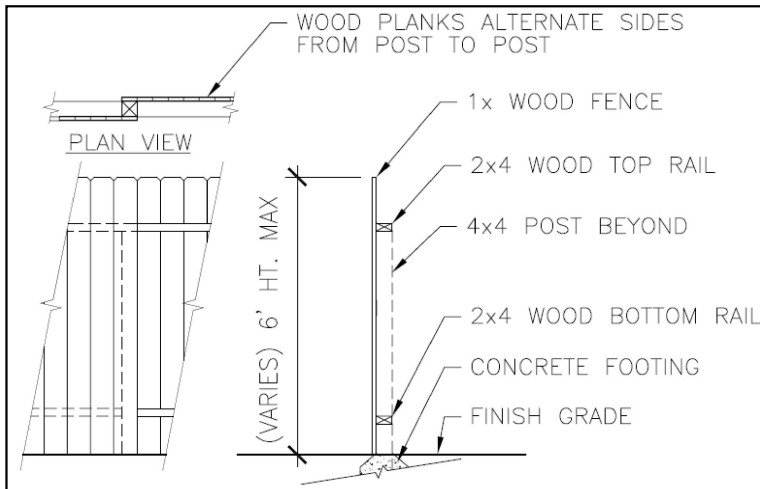 WOOD PLANKS ALTERNATE SIDES
FROM POST TO POST
PLAN VIEW
1x WOOD FENCE
2x4 WOOD TOP RAIL
4x4 POST BEYOND
(VARIES) 6' HT. MAX
2x4 WOOD BOTTOM RAIL
CONCRETE FOOTING
FINISH GRADE